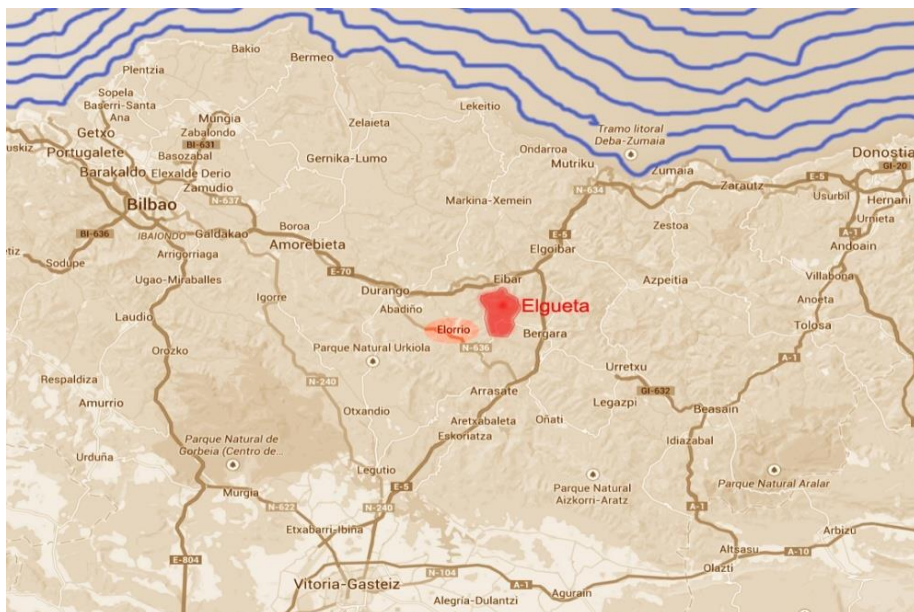 Bakio
Bermeo
Plentzia
Sopela
Baserri-Santa
Ana
Lekeitio
Mungia
Zelaieta
Tramo litoral
Deba-Zumaia
Getxo
Zabalondo
BI-631
Portugalete
Basozabal
Gernika-Lumo
Ondarroa
Mutriku
Donostia
GI-20
Barakaldo
Elexalde Derio
Zamudio
Zumaia
N-634
Zarautz
E-5
Usurbil
Hernani
Bilbao
N-637
Markina-Xemein
Urnieta
BI-636
IBAIONDO
Galdakao
Boroa
Amorebieta
E-5
Zestoa
A-1
Andoain
Sodupe
Arrigorriaga
Elgoibar
E-70
Ugao-Miraballes
Igorre
Durango
Eibar
Azpeitia
Villabona
Abadiño
Elgueta
Anoeta
Laudio
Elorrio
Bergara
Tolosa
Orozko
Parque Natural Urkiola
N-636
A-1
Respaldiza
N-240
Urretxu
Arrasate
GI-632
Amurrio
Otxandio
Aretxabaleta
Oñati
Legazpi
Beasain
Eskoriatza
Parque Natural de
Gorbeia (Centro de...
Idiazabal
Urduña
Legutio
Parque Natural
Aizkorri-Aratz
Parque Natural Aralar
Murgia
E-5
N-240
A-1
N-622
Etxabarri-Ibiña
Arbizu
E-804
Altsasu
A-10
Olazti
Vitoria-Gasteiz
N-104
A-1
Agurain
Alegría-Dulantzi